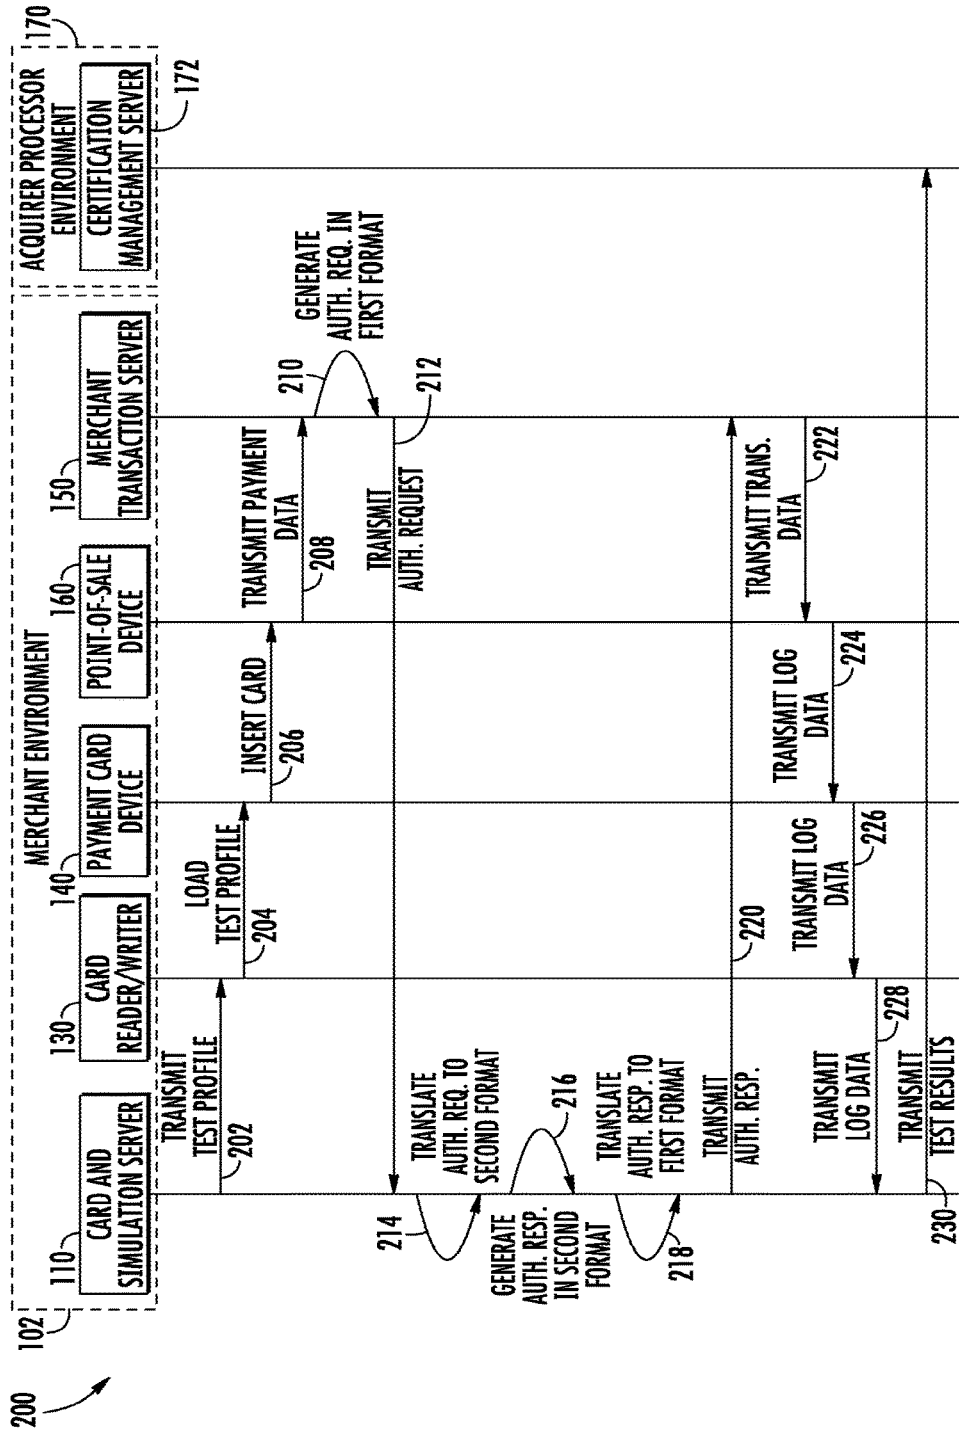 200
102
MERCHANT ENVIRONMENT
110
CARD AND
SIMULATION SERVER
130
CARD
READER/WRITER
140
PAYMENT CARD
DEVICE
160
POINT-OF-SALE
DEVICE
150
MERCHANT
TRANSACTION SERVER
ACQUIRER PROCESSOR
ENVIRONMENT
170
CERTIFICATION
MANAGEMENT SERVER
172
TRANSMIT
TEST PROFILE
202
LOAD
TEST PROFILE
204
INSERT CARD
206
TRANSMIT PAYMENT
DATA
208
210
GENERATE
AUTH. REQ. IN
FIRST FORMAT
TRANSMIT
AUTH. REQUEST
212
214
TRANSLATE
AUTH. REQ. TO
SECOND FORMAT
GENERATE
AUTH. RESP.
IN SECOND
FORMAT
216
TRANSLATE
AUTH. RESP. TO
FIRST FORMAT
218
TRANSMIT
AUTH. RESP.
220
TRANSMIT TRANS.
DATA
222
TRANSMIT LOG
DATA
224
TRANSMIT LOG
DATA
226
TRANSMIT
LOG DATA
228
TRANSMIT
TEST RESULTS
230